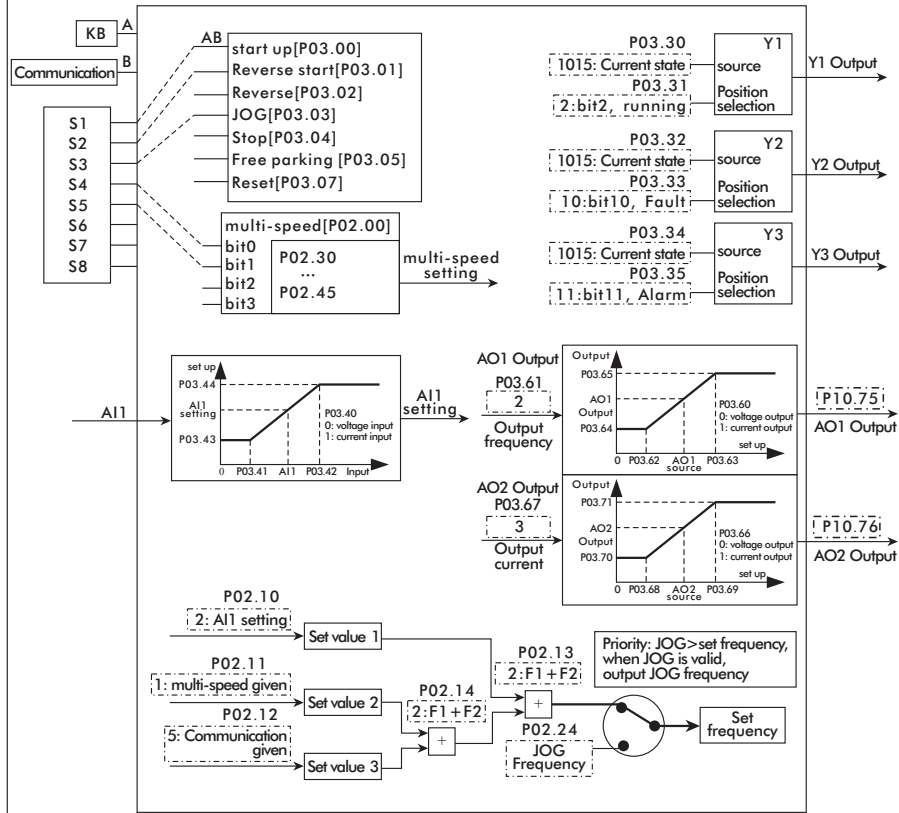 KB
A
Communication
B
S1
S2
S3
S4
S5
S6
S7
S8
AB
start up[P03.00]
Reverse start[P03.01]
Reverse[P03.02]
JOG[P03.03]
Stop[P03.04]
Free parking [P03.05]
Reset[P03.07]
multi-speed[P02.00]
bit0
bit1
bit2
bit3
P02.30
...
P02.45
multi-speed
setting
P03.30
1015: Current state
P03.31
2:bit2, running
Y1
source
Position
selection
Y1 Output
P03.32
1015: Current state
P03.33
10:bit10, Fault
Y2
source
Position
selection
Y2 Output
P03.34
1015: Current state
P03.35
11:bit11, Alarm
Y3
source
Position
selection
Y3 Output
AI1
set up
P03.44
AI1
setting
P03.43
P03.40
0: voltage input
1: current input
0 P03.41 AI1 P03.42 Input
AI1
setting
AO1 Output
P03.61
2
Output
frequency
Output
P03.65
AO1
Output
P03.64
P03.60
0: voltage output
1: current output
set up
0 P03.62 AO1 P03.63
source
P10.75
AO1 Output
AO2 Output
P03.67
3
Output
current
Output
P03.71
AO2
Output
P03.70
P03.66
0: voltage output
1: current output
set up
0 P03.68 AO2 P03.69
source
P10.76
AO2 Output
P02.10
2: AI1 setting
Set value 1
P02.11
1: multi-speed given
Set value 2
P02.12
5: Communication
given
Set value 3
P02.14
2:F1+F2
+
P02.13
2:F1+F2
+
P02.24
JOG
Frequency
Priority: JOG>set frequency,
when JOG is valid,
output JOG frequency
Set
frequency